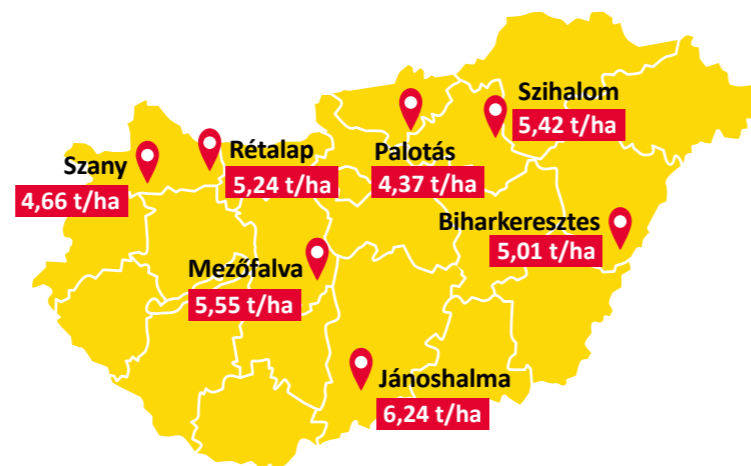 Szihalom
5,42 t/ha
Rétalap
5,24 t/ha
Palotás
4,37 t/ha
Szany
4,66 t/ha
Biharkeresztes
5,01 t/ha
Mezőfalva
5,55 t/ha
Jánoshalma
6,24 t/ha